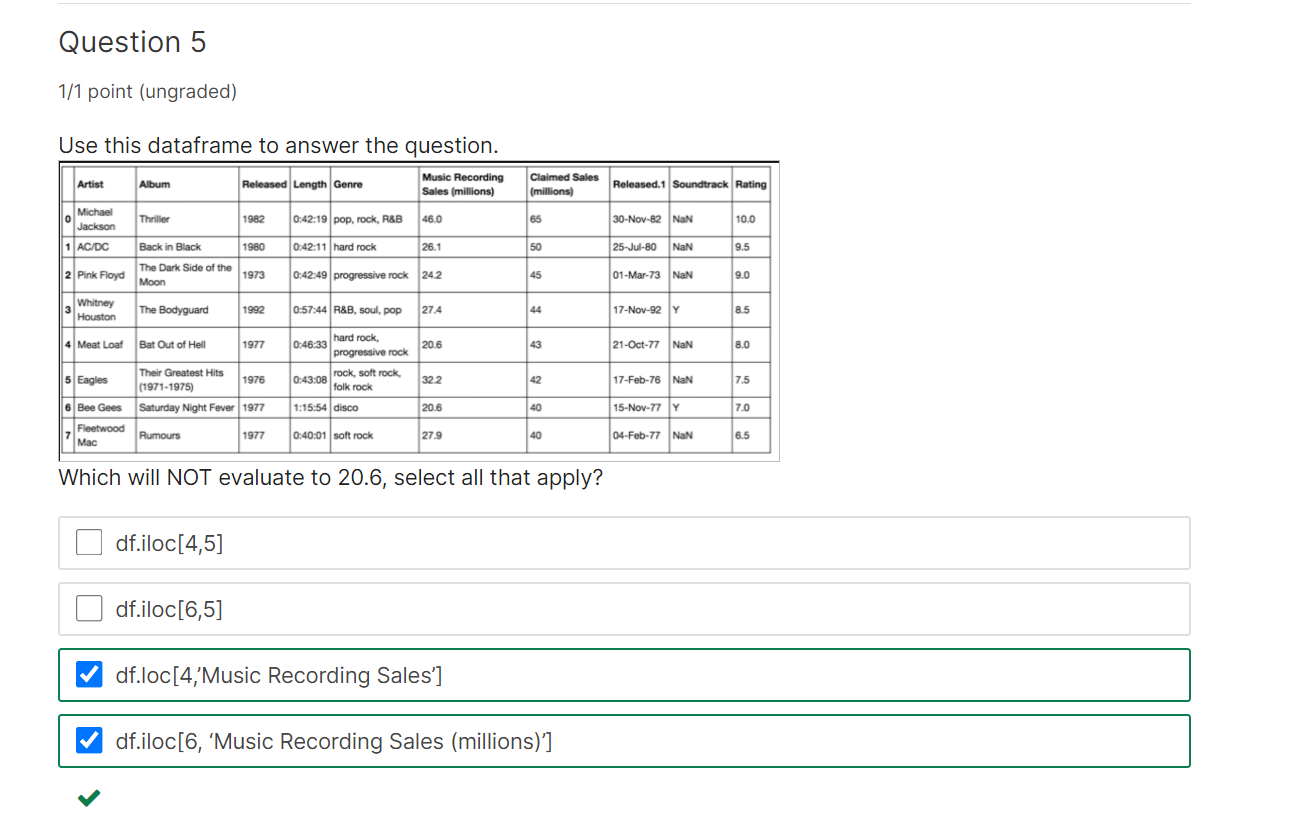 Question 5
1/1 point (ungraded)
Use this dataframe to answer the question.
Artist Album Released Length Genre Music Recording Sales (millions) Claimed Sales (millions) Released.1 Soundtrack Rating
0 Michael Jackson Thriller 1982 0:42:19 pop, rock, R&B 46.0 65 30-Nov-82 NaN 10.0
1 AC/DC Back in Black 1980 0:42:11 hard rock 26.1 50 25-Jul-80 NaN 9.5
2 Pink Floyd The Dark Side of the Moon 1973 0:42:49 progressive rock 24.2 45 01-Mar-73 NaN 9.0
3 Whitney Houston The Bodyguard 1992 0:57:44 R&B, soul, pop 27.4 44 17-Nov-92 Y 8.5
4 Meat Loaf Bat Out of Hell 1977 0:46:33 hard rock, progressive rock 20.6 43 21-Oct-77 NaN 8.0
5 Eagles Their Greatest Hits (1971-1975) 1976 0:43:08 rock, soft rock, folk rock 32.2 42 17-Feb-76 NaN 7.5
6 Bee Gees Saturday Night Fever 1977 1:15:54 disco 20.6 40 15-Nov-77 Y 7.0
7 Fleetwood Mac Rumours 1977 0:40:01 soft rock 27.9 40 04-Feb-77 NaN 6.5
Which will NOT evaluate to 20.6, select all that apply?
df.iloc[4,5]
df.iloc[6,5]
df.loc[4,’Music Recording Sales’]
df.iloc[6, ‘Music Recording Sales (millions)’]